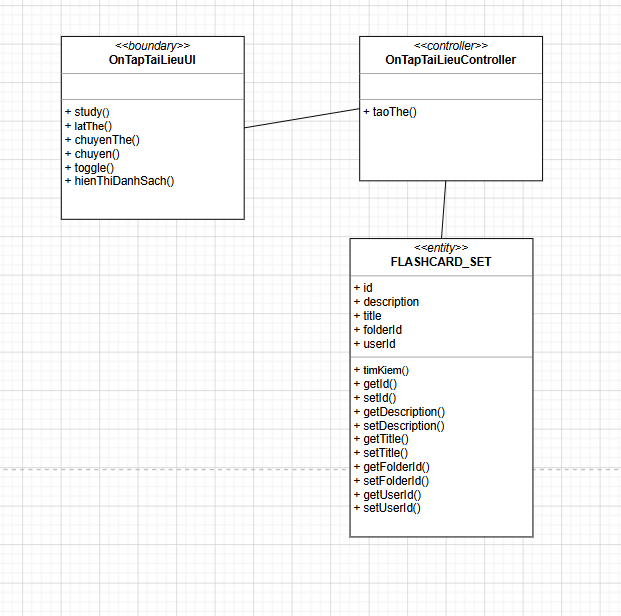 <<boundary>>
OnTapTaiLieuUI
+ study()
+ latThe()
+ chuyenThe()
+ chuyen()
+ toggle()
+ hienThiDanhSach()
<<controller>>
OnTapTaiLieuController
+ taoThe()
<<entity>>
FLASHCARD_SET
+ id
+ description
+ title
+ folderId
+ userId
+ timKiem()
+ getId()
+ setId()
+ getDescription()
+ setDescription()
+ getTitle()
+ setTitle()
+ getFolderId()
+ setFolderId()
+ getUserId()
+ setUserId()